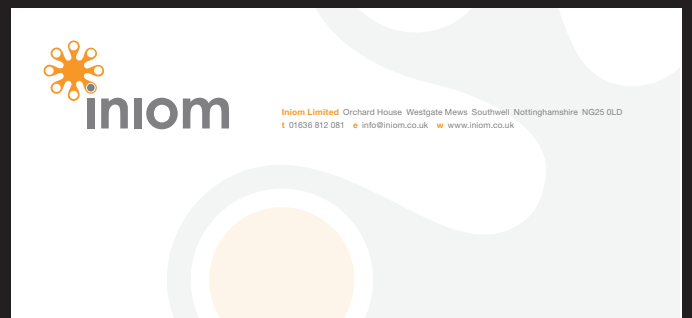 iniom
Iniom Limited Orchard House Westgate Mews Southwell Nottinghamshire NG25 0LD
t 01636 812 081 e info@iniom.co.uk w www.iniom.co.uk